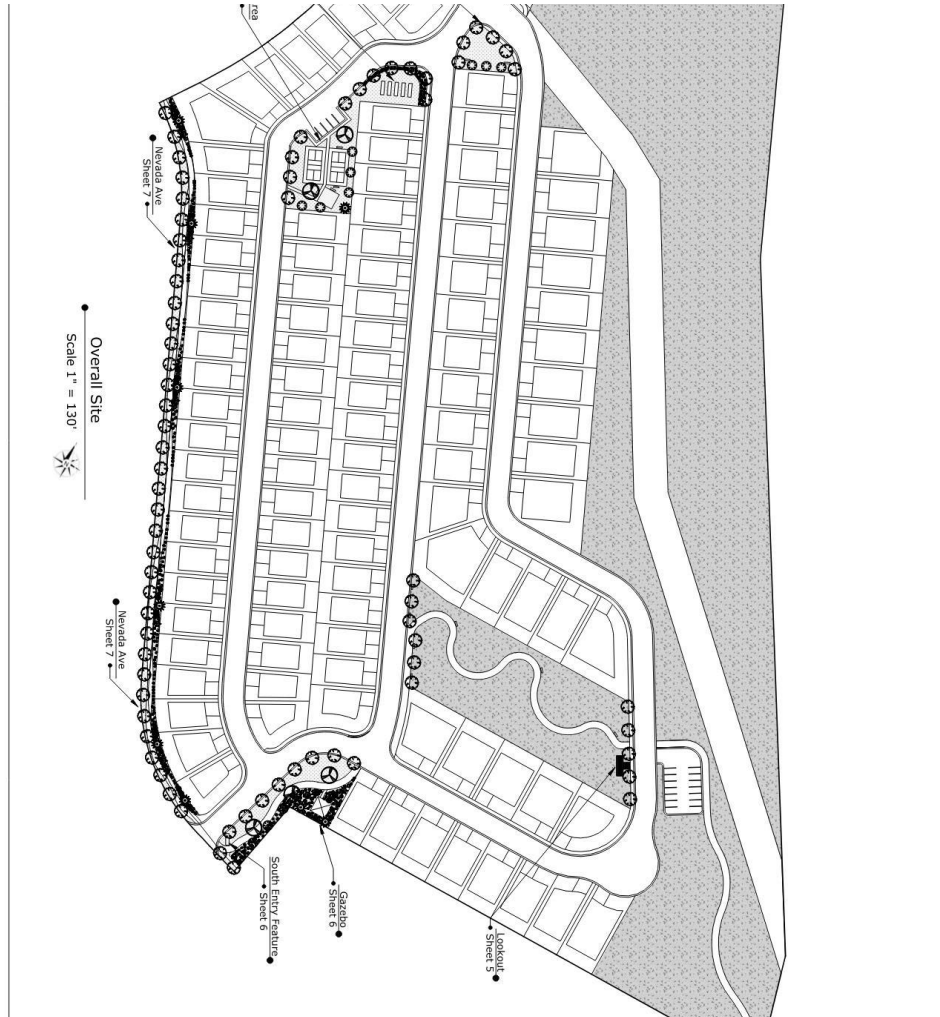 rea
Nevada Ave
Sheet 7
Overall Site
Scale 1" = 130'
Nevada Ave
Sheet 7
South Entry Feature
Sheet 6
Gazebo
Sheet 6
Lookout
Sheet 5